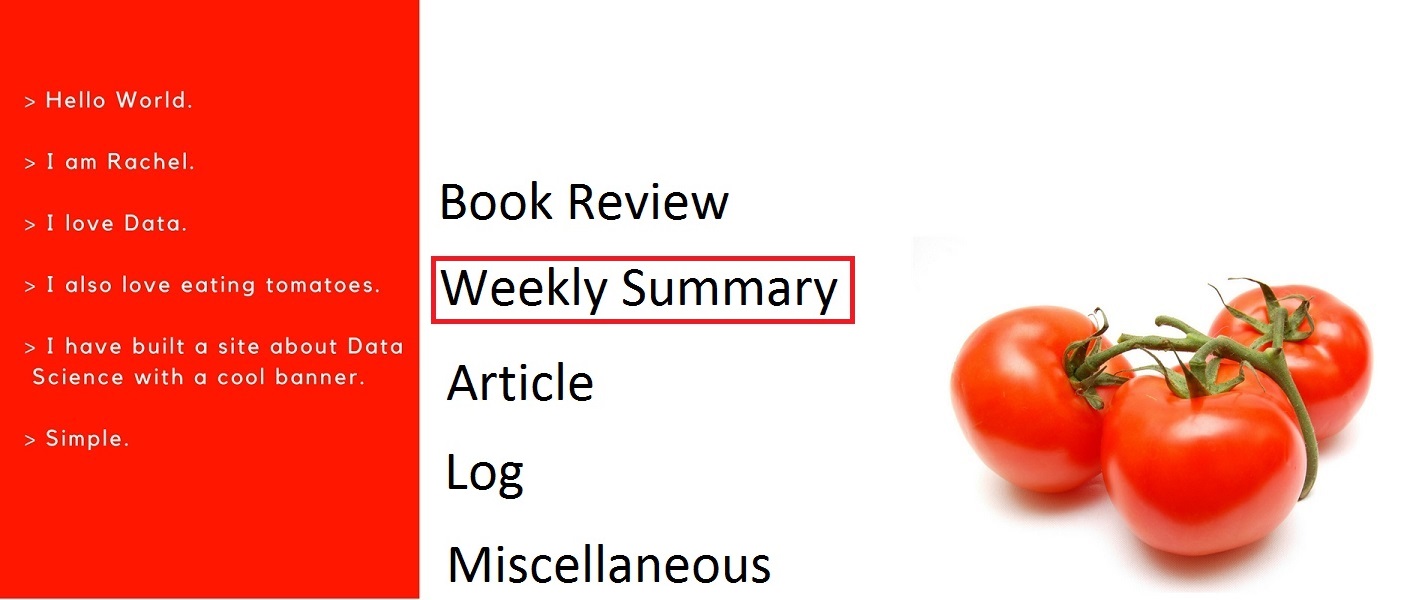 > Hello World.
> I am Rachel.
> I love Data.
> I also love eating tomatoes.
> I have built a site about Data
Science with a cool banner.
> Simple.
Book Review
Weekly Summary
Article
Log
Miscellaneous